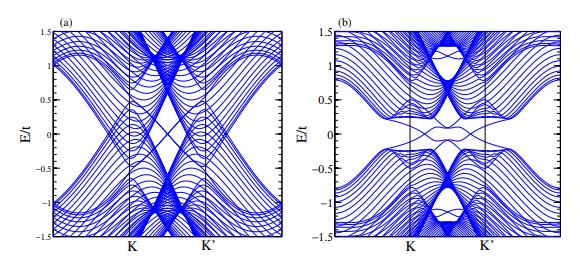 (a) (b)
1.5 1.5
1 1
0.5 0.5
E/t 0 E/t 0
−0.5 −0.5
−1 −1
−1.5 −1.5
K K' K K'